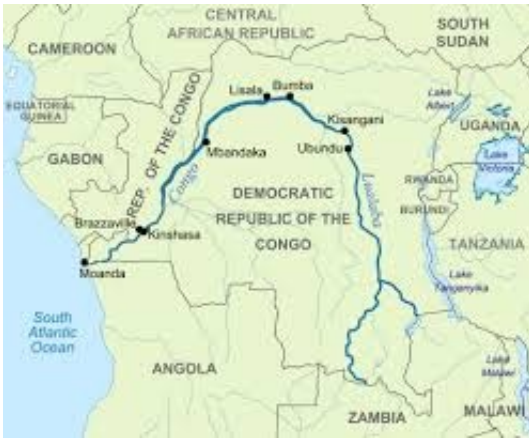 CENTRAL
AFRICAN REPUBLIC
SOUTH
SUDAN
CAMEROON
Lisala
Bumba
Lake
Albert
EQUATORIAL
GUINEA
REP. OF THE CONGO
Kisangani
UGANDA
GABON
Mbandaka
Ubundu
Lake
Victoria
Congo
Lualaba
RWANDA
DEMOCRATIC
REPUBLIC OF THE
CONGO
BURUNDI
Brazzaville
Kinshasa
TANZANIA
Moanda
Lake
Tanganyika
South
Atlantic
Ocean
ANGOLA
Lake
Malawi
ZAMBIA
MALAWI